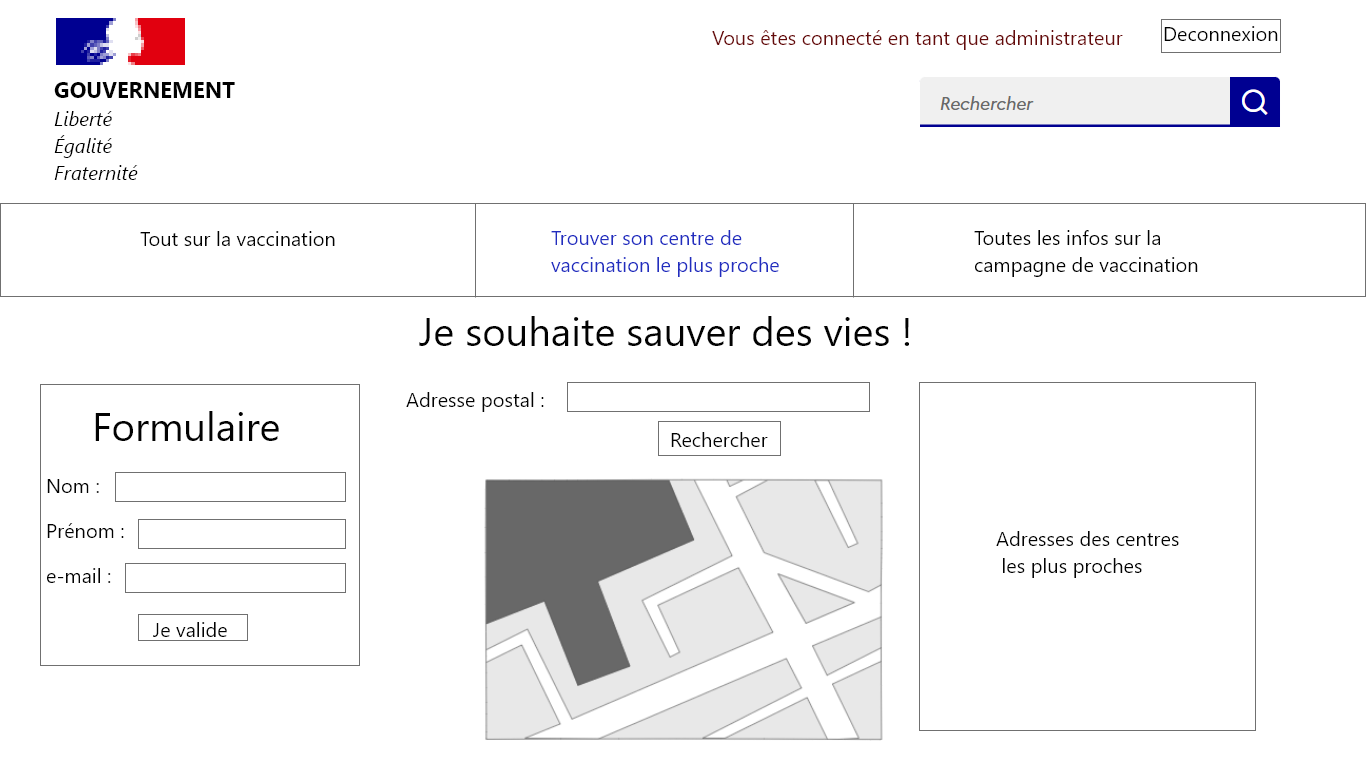 GOUVERNEMENT
Liberté
Égalité
Fraternité
Vous êtes connecté en tant que administrateur
Deconnexion
Rechercher
Tout sur la vaccination
Trouver son centre de
vaccination le plus proche
Toutes les infos sur la
campagne de vaccination
Je souhaite sauver des vies !
Formulaire
Nom :
Prénom :
e-mail :
Je valide
Adresse postal :
Rechercher
Adresses des centres
les plus proches